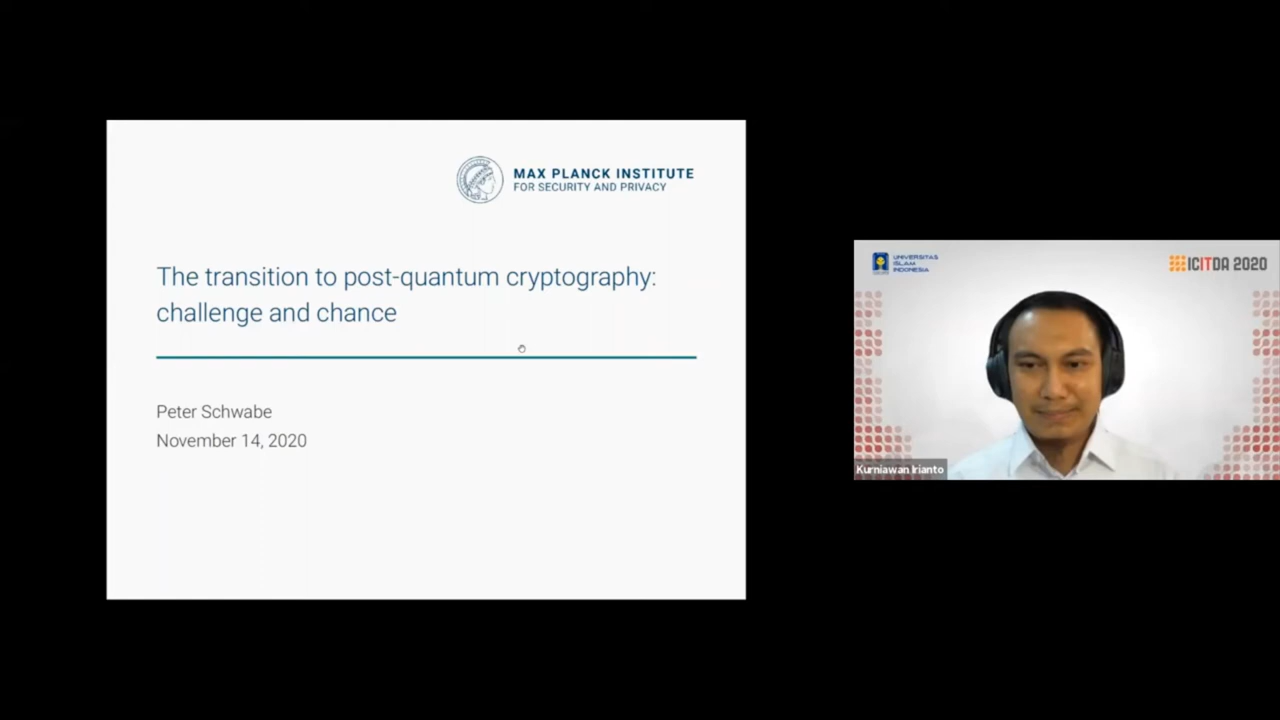 MAX PLANCK INSTITUTE
FOR SECURITY AND PRIVACY
The transition to post-quantum cryptography:
challenge and chance
Peter Schwabe
November 14, 2020
UNIVERSITAS
ISLAM
INDONESIA
ICITDA 2020
Kurniawan Irianto